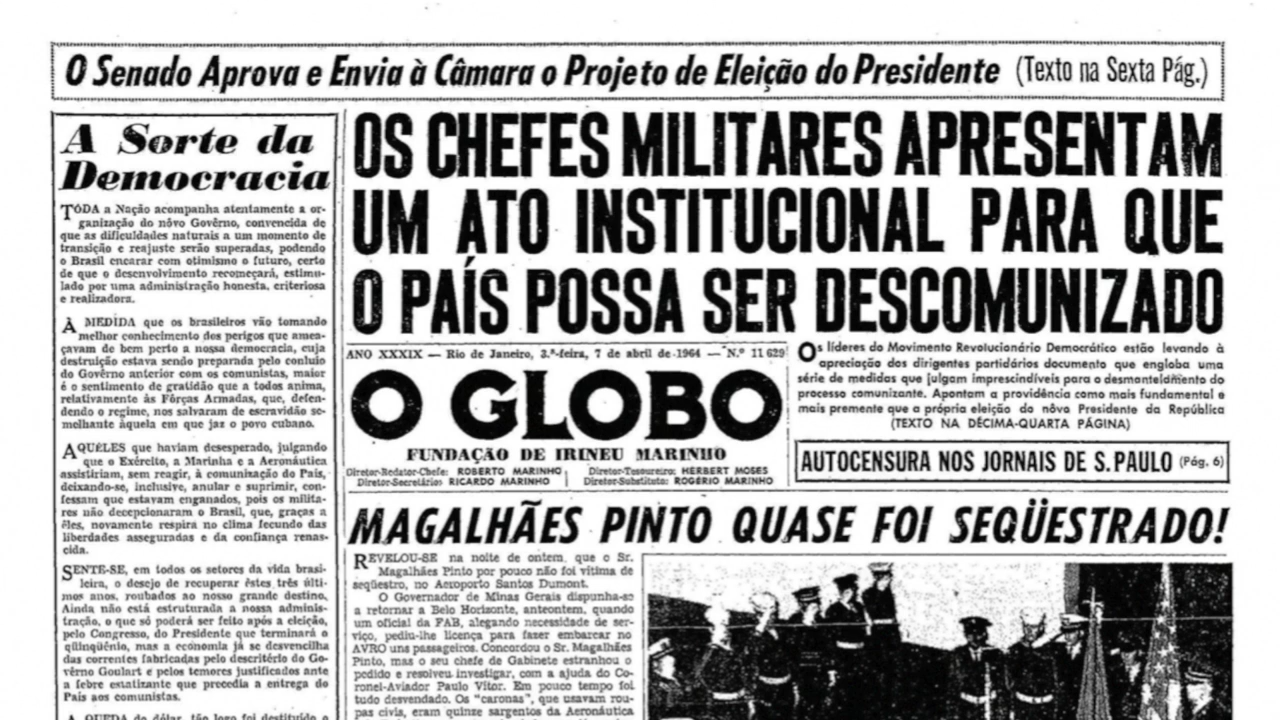 O Senado Aprova e Envia à Câmara o Projeto de Eleição do Presidente (Texto na Sexta Pág.)
A Sorte da
Democracia
TÔDA a Nação acompanha atentamente a or-
ganização do nôvo Govêrno, convencida de
que as dificuldades naturais a um momento de
transição e reajuste serão superadas, podendo
o Brasil encarar com otimismo o futuro, certo
de que o desenvolvimento recomeçará, estimu-
lado por uma administração honesta, criteriosa
e realizadora.
À MEDIDA que os brasileiros vão tomando
melhor conhecimento dos perigos que amea-
çavam de bem perto a nossa democracia, cuja
destruição estava sendo preparada pelo conluio
do Govêrno anterior com os comunistas, maior
é o sentimento de gratidão que a todos anima,
relativamente às Fôrças Armadas, que, defen-
dendo o regime, nos salvaram de escravidão se-
melhante àquela em que jaz o povo cubano.
AQUÊLES que haviam desesperado, julgando
que o Exército, a Marinha e a Aeronáutica
assistiriam, sem reagir, à comunização do País,
deixando-se, inclusive, anular e suprimir, con-
fessam que estavam enganados, pois os milita-
res não decepcionaram o Brasil, que, graças a
êles, novamente respira no clima fecundo das
liberdades asseguradas e da confiança renas-
cida.
SENTE-SE, em todos os setores da vida brasi-
leira, o desejo de recuperar êstes três últi-
mos anos, roubados ao nosso grande destino.
Ainda não está estruturada a nossa adminis-
tração, o que só poderá ser feito após a eleição,
pelo Congresso, do Presidente que terminará o
qüinqüênio, mas a economia já se desvencilha
das correntes fabricadas pelo descritério do Go-
vêrno Goulart e pelos temores justificados ante
a febre estatizante que precedia a entrega do
País aos comunistas.
A QUEDA do dólar, tão logo foi destituído o
OS CHEFES MILITARES APRESENTAM
UM ATO INSTITUCIONAL PARA QUE
O PAÍS POSSA SER DESCOMUNIZADO
ANO XXXIX — Rio de Janeiro, 3.ª-feira, 7 de abril de 1964 — N.º 11 629
O GLOBO
FUNDAÇÃO DE IRINEU MARINHO
Diretor-Redator-Chefe: ROBERTO MARINHO
Diretor-Secretário: RICARDO MARINHO
Diretor-Tesoureiro: HERBERT MOSES
Diretor-Substituto: ROGÉRIO MARINHO
Os líderes do Movimento Revolucionário Democrático estão levando à
apreciação dos dirigentes partidários documento que engloba uma
série de medidas que julgam imprescindíveis para o desmantelamento do
processo comunizante. Apontam a providência como mais fundamental e
mais premente que a própria eleição do nôvo Presidente da República
(TEXTO NA DÉCIMA-QUARTA PÁGINA)
AUTOCENSURA NOS JORNAIS DE S. PAULO (Pág. 6)
MAGALHÃES PINTO QUASE FOI SEQÜESTRADO!
REVELOU-SE na noite de ontem, que o Sr.
Magalhães Pinto por pouco não foi vítima de
seqüestro, no Aeroporto Santos Dumont.
O Governador de Minas Gerais dispunha-se
a retornar a Belo Horizonte, anteontem, quando
um oficial da FAB, alegando necessidade de ser-
viço, pediu-lhe licença para fazer embarcar no
AVRO uns passageiros. Concordou o Sr. Magalhães
Pinto, mas o seu chefe de Gabinete estranhou o
pedido e resolveu investigar, com a ajuda do Co-
ronel-Aviador Paulo Vitor. Em pouco tempo foi
tudo desvendado. Os "caronas", que usavam rou-
pas civis, eram quinze sargentos da Aeronáutica